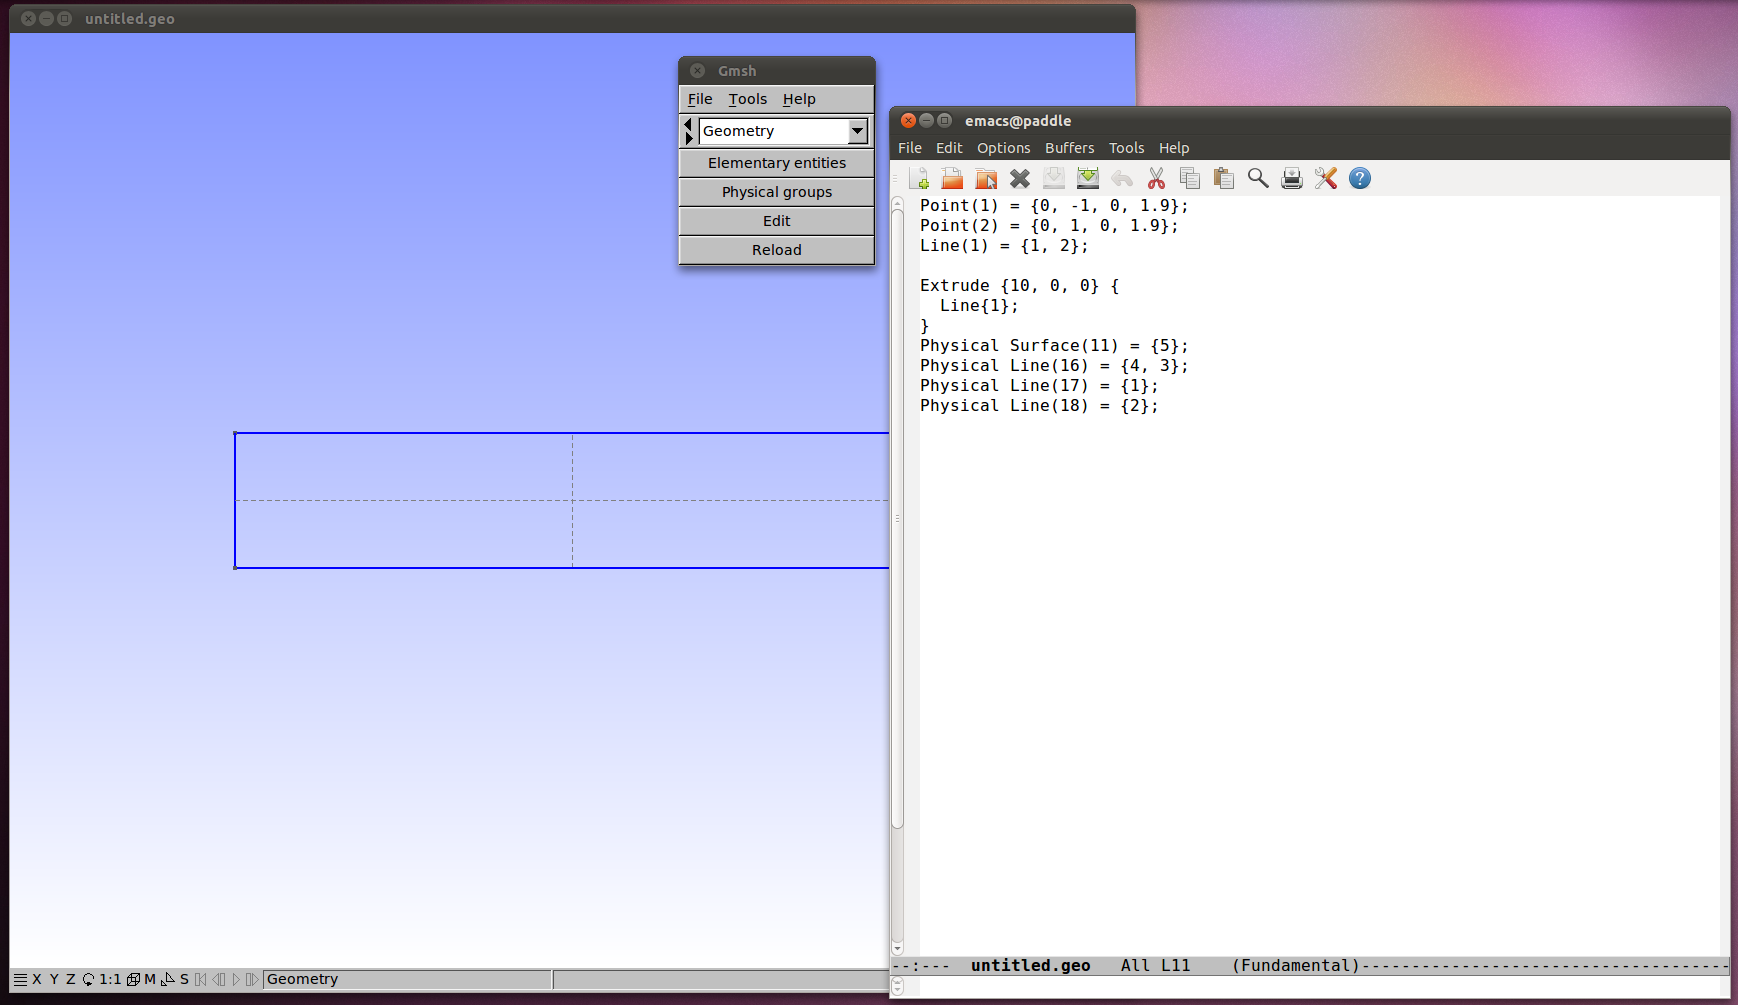 untitled.geo
Gmsh
File Tools Help
Geometry
Elementary entities
Physical groups
Edit
Reload
X Y Z 1:1 M S Geometry
emacs@paddle
File Edit Options Buffers Tools Help
Point(1) = {0, -1, 0, 1.9};
Point(2) = {0, 1, 0, 1.9};
Line(1) = {1, 2};
Extrude {10, 0, 0} {
  Line{1};
}
Physical Surface(11) = {5};
Physical Line(16) = {4, 3};
Physical Line(17) = {1};
Physical Line(18) = {2};
--:---  untitled.geo   All L11    (Fundamental)-------------------------------------